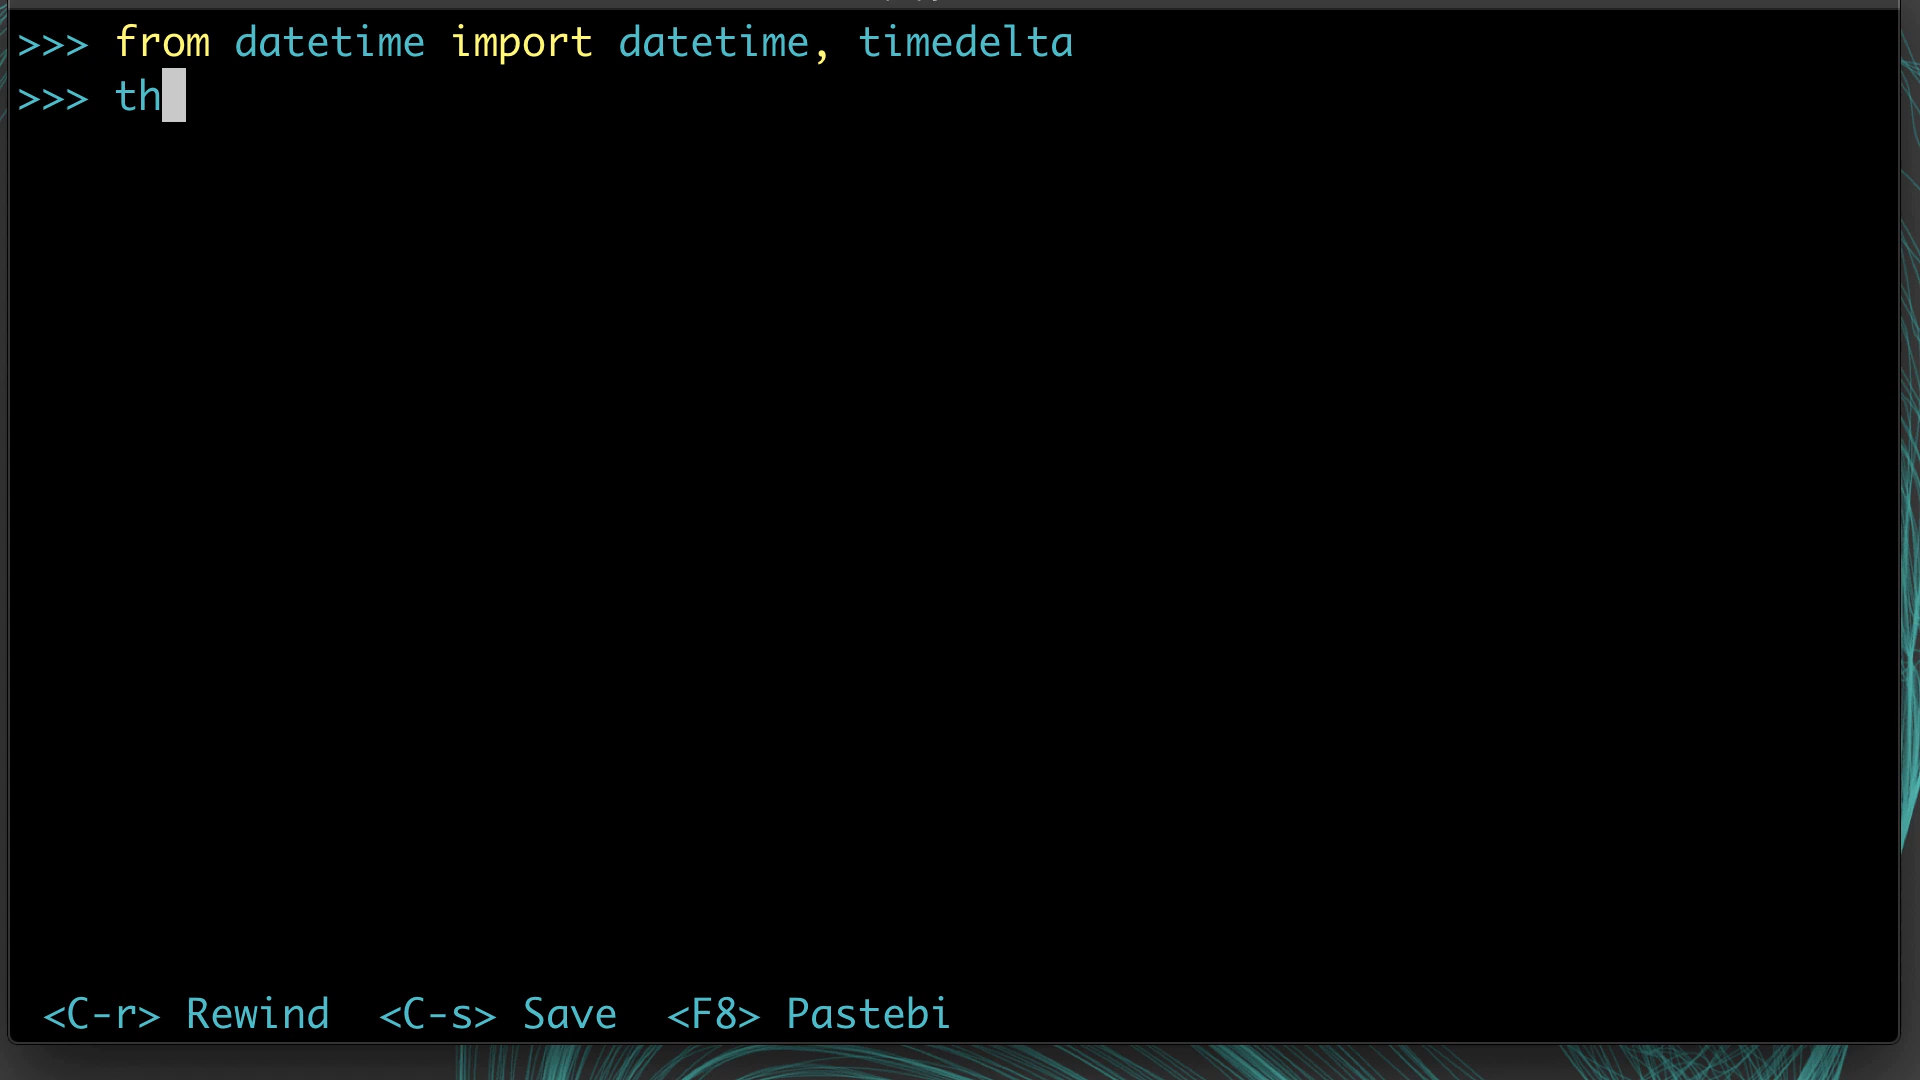 >>> from datetime import datetime, timedelta
>>> th
<C-r> Rewind  <C-s> Save  <F8> Pastebi